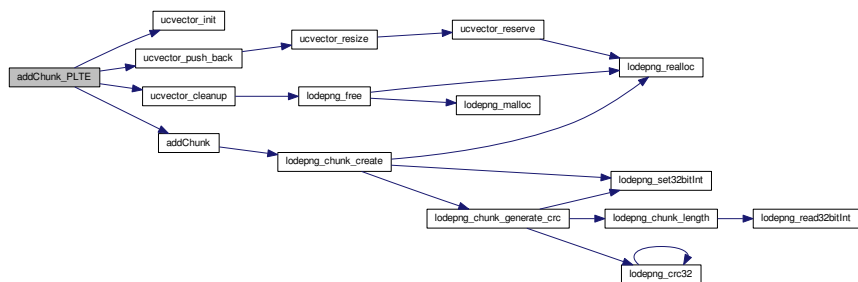 ucvector_init
ucvector_push_back
ucvector_resize
ucvector_reserve
addChunk_PLTE
lodepng_realloc
ucvector_cleanup
lodepng_free
lodepng_malloc
addChunk
lodepng_chunk_create
lodepng_set32bitInt
lodepng_chunk_generate_crc
lodepng_chunk_length
lodepng_read32bitInt
lodepng_crc32